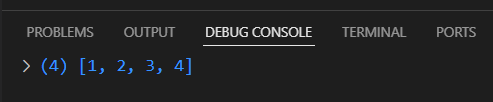 PROBLEMS OUTPUT DEBUG CONSOLE TERMINAL PORTS
> (4) [1, 2, 3, 4]